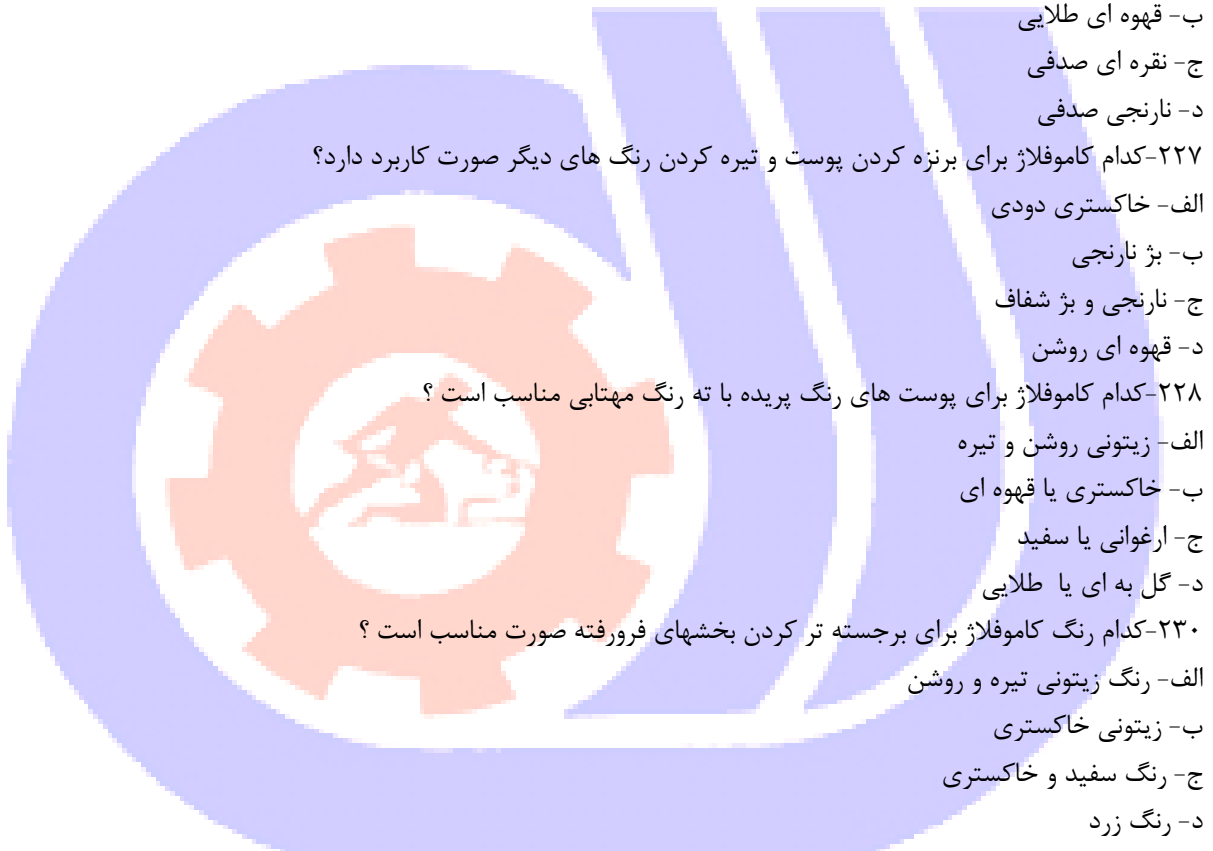 ب- قهوه ای طلایی
ج- نقره ای صدفی
د- نارنجی صدفی
۲۲۷-کدام کاموفلاژ برای برنزه کردن پوست و تیره کردن رنگ های دیگر صورت کاربرد دارد؟
الف- خاکستری دودی
ب- بژ نارنجی
ج- نارنجی و بژ شفاف
د- قهوه ای روشن
۲۲۸-کدام کاموفلاژ برای پوست های رنگ پریده با ته رنگ مهتابی مناسب است ؟
الف- زیتونی روشن و تیره
ب- خاکستری یا قهوه ای
ج- ارغوانی یا سفید
د- گل به ای یا طلایی
۲۳۰-کدام رنگ کاموفلاژ برای برجسته تر کردن بخشهای فرورفته صورت مناسب است ؟
الف- رنگ زیتونی تیره و روشن
ب- زیتونی خاکستری
ج- رنگ سفید و خاکستری
د- رنگ زرد